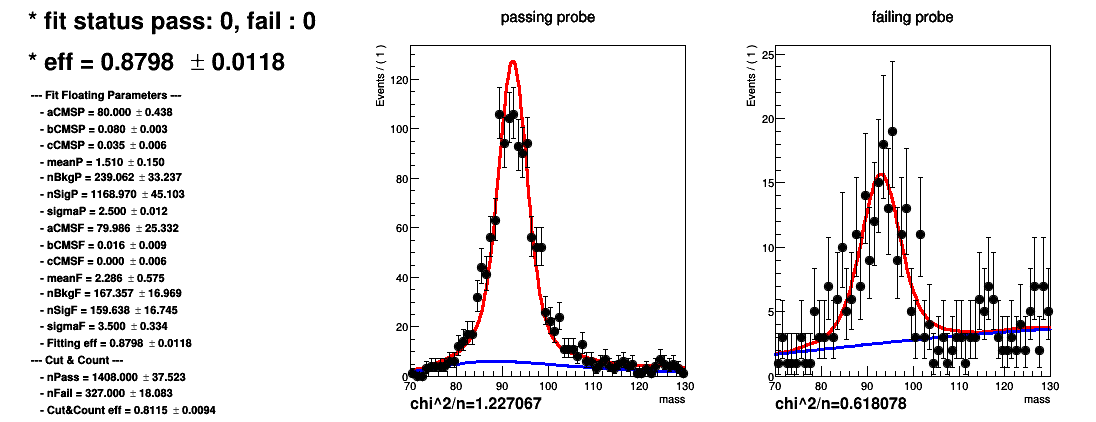 * fit status pass: 0, fail : 0
* eff = 0.8798 ± 0.0118
--- Fit Floating Parameters ---
- aCMSP = 80.000 ± 0.438
- bCMSP = 0.080 ± 0.003
- cCMSP = 0.035 ± 0.006
- meanP = 1.510 ± 0.150
- nBkgP = 239.062 ± 33.237
- nSigP = 1168.970 ± 45.103
- sigmaP = 2.500 ± 0.012
- aCMSF = 79.986 ± 25.332
- bCMSF = 0.016 ± 0.009
- cCMSF = 0.000 ± 0.006
- meanF = 2.286 ± 0.575
- nBkgF = 167.357 ± 16.969
- nSigF = 159.638 ± 16.745
- sigmaF = 3.500 ± 0.334
- Fitting eff = 0.8798 ± 0.0118
--- Cut & Count ---
- nPass = 1408.000 ± 37.523
- nFail = 327.000 ± 18.083
- Cut&Count eff = 0.8115 ± 0.0094
passing probe
Events / ( 1 )
120
100
80
60
40
20
0
70 80 90 100 110 120 130
mass
chi^2/n=1.227067
failing probe
Events / ( 1 )
25
20
15
10
5
0
70 80 90 100 110 120 130
mass
chi^2/n=0.618078